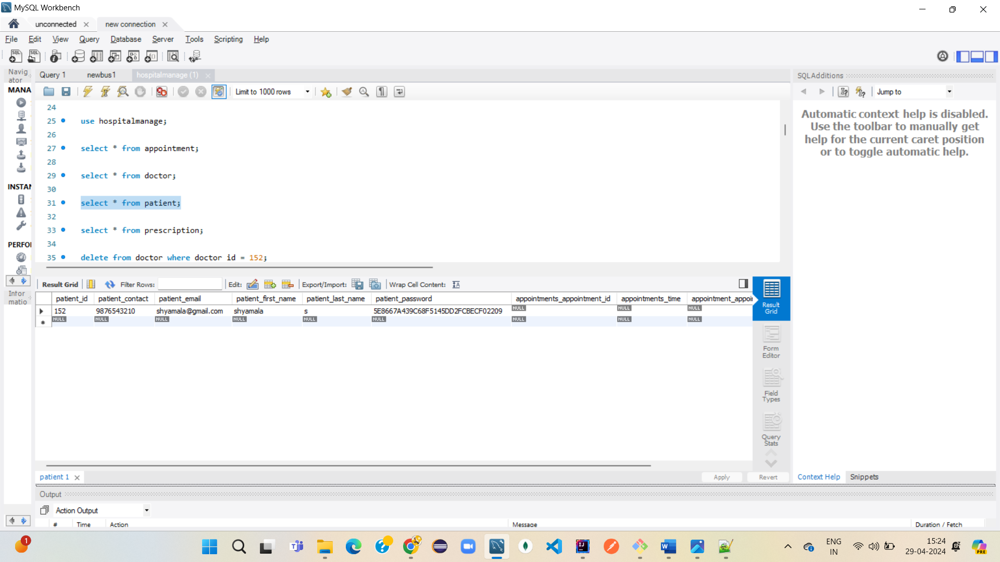 MySQL Workbench
unconnected
new connection
File Edit View Query Database Server Tools Scripting Help
Navig
ator
Query 1
newbus1
hospitalmanage (1)
SQLAdditions
MANA
Limit to 1000 rows
Jump to
24
25 use hospitalmanage;
26
27 select * from appointment;
28
29 select * from doctor;
30
31 select * from patient;
32
33 select * from prescription;
34
35 delete from doctor where doctor id = 152;
Automatic context help is disabled.
Use the toolbar to manually get
help for the current caret position
or to toggle automatic help.
INSTAN
PERFO
Infor
matio
Result Grid Filter Rows: Edit: Export/Import: Wrap Cell Content:
patient_id patient_contact patient_email patient_first_name patient_last_name patient_password appointments_appointment_id appointments_time appointment_appoi
152 9876543210 shyamala@gmail.com shyamala s 5E8667A439C68F5145DD2FCBECF02209 NULL NULL NULL
NULL NULL NULL NULL NULL NULL NULL NULL NULL
Result
Grid
Form
Editor
Field
Types
Query
Stats
patient 1
Apply
Revert
Context Help
Snippets
Output
Action Output
# Time Action Message Duration / Fetch
1
ENG
IN
15:24
29-04-2024
PRE